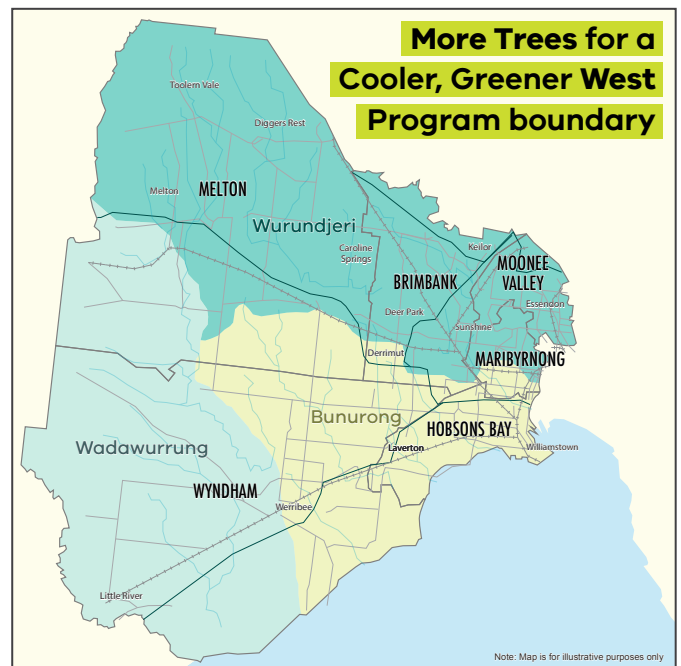 More Trees for a
Cooler, Greener West
Program boundary
Toolern Vale
Diggers Rest
Melton
MELTON
Wurundjeri
Caroline
Springs
Keilor
MOONEE
VALLEY
BRIMBANK
Essendon
Deer Park
Sunshine
Derrimut
MARIBYRNONG
Bunurong
HOBSONS BAY
Wadawurrung
Laverton
Williamstown
WYNDHAM
Werribee
Little River
Note: Map is for illustrative purposes only